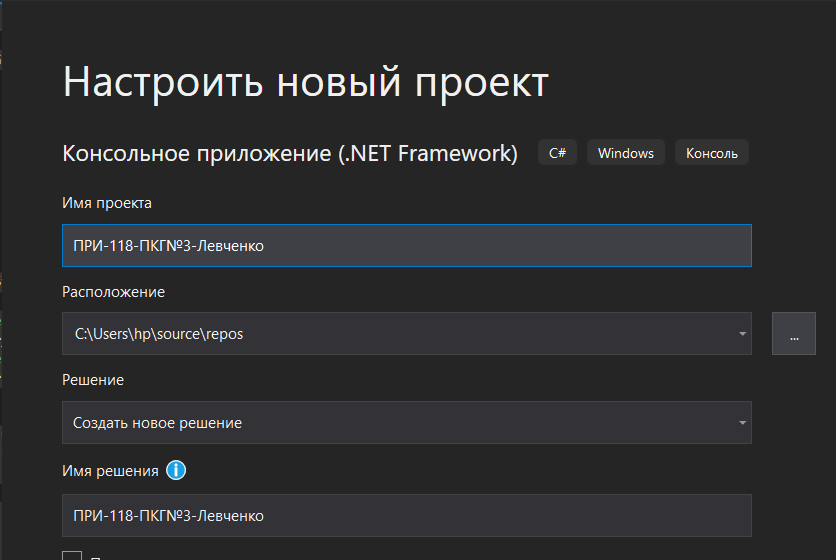 Настроить новый проект
Консольное приложение (.NET Framework) C# Windows Консоль
Имя проекта
ПРИ-118-ПКГ№3-Левченко
Расположение
C:\Users\hp\source\repos
...
Решение
Создать новое решение
Имя решения
ПРИ-118-ПКГ№3-Левченко